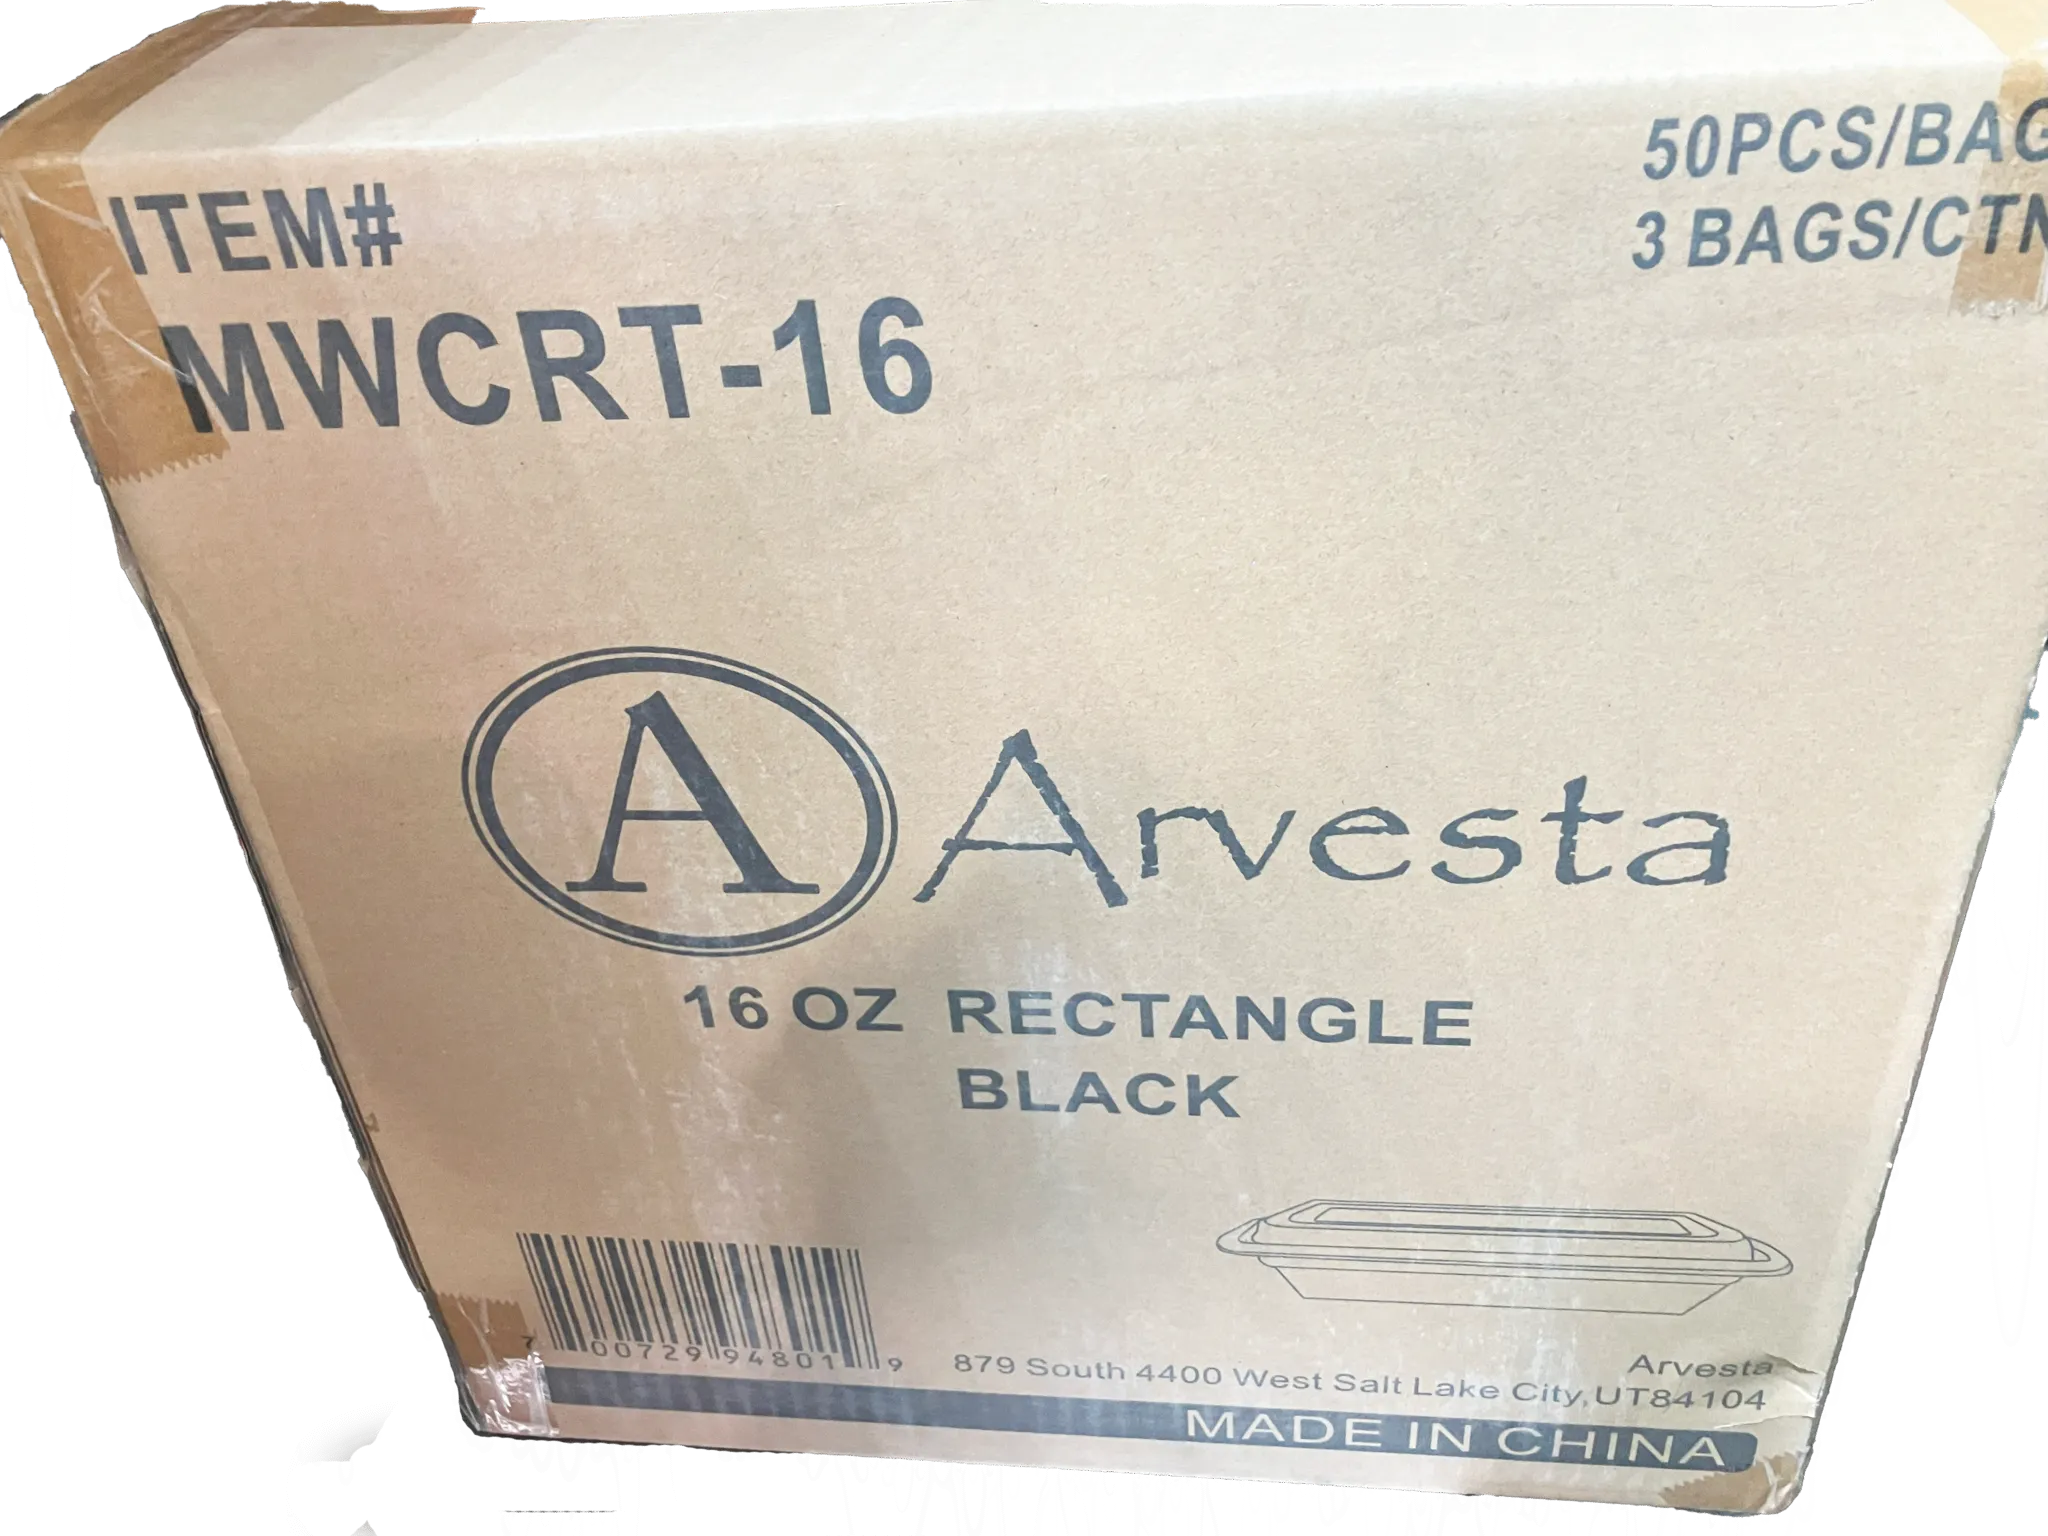 ITEM#
MWCRT-16
50PCS/BAG
3 BAGS/CTN
A Arvesta
16 OZ RECTANGLE
BLACK
7 00729 94801 9
Arvesta
879 South 4400 West Salt Lake City,UT84104
MADE IN CHINA